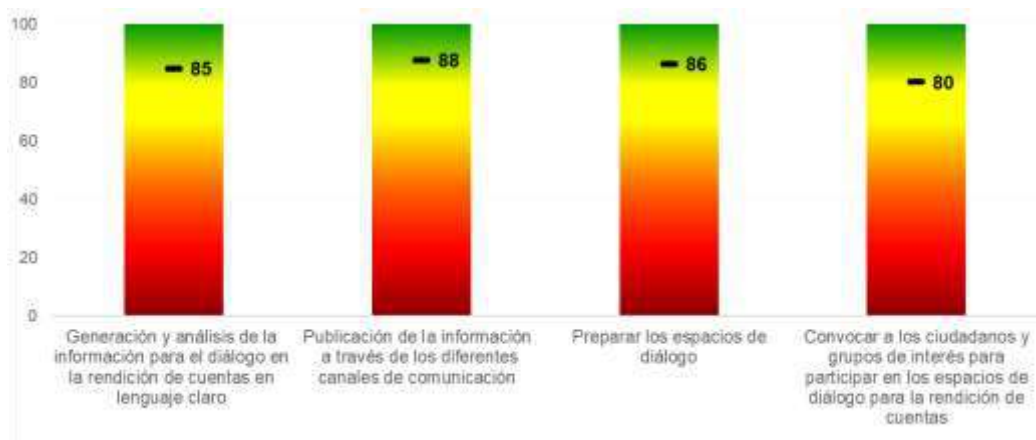 100
80
60
40
20
0
85
88
86
80
Generación y análisis de la
información para el diálogo en
la rendición de cuentas en
lenguaje claro
Publicación de la información
a través de los diferentes
canales de comunicación
Preparar los espacios de
diálogo
Convocar a los ciudadanos y
grupos de interés para
participar en los espacios de
diálogo para la rendición de
cuentas